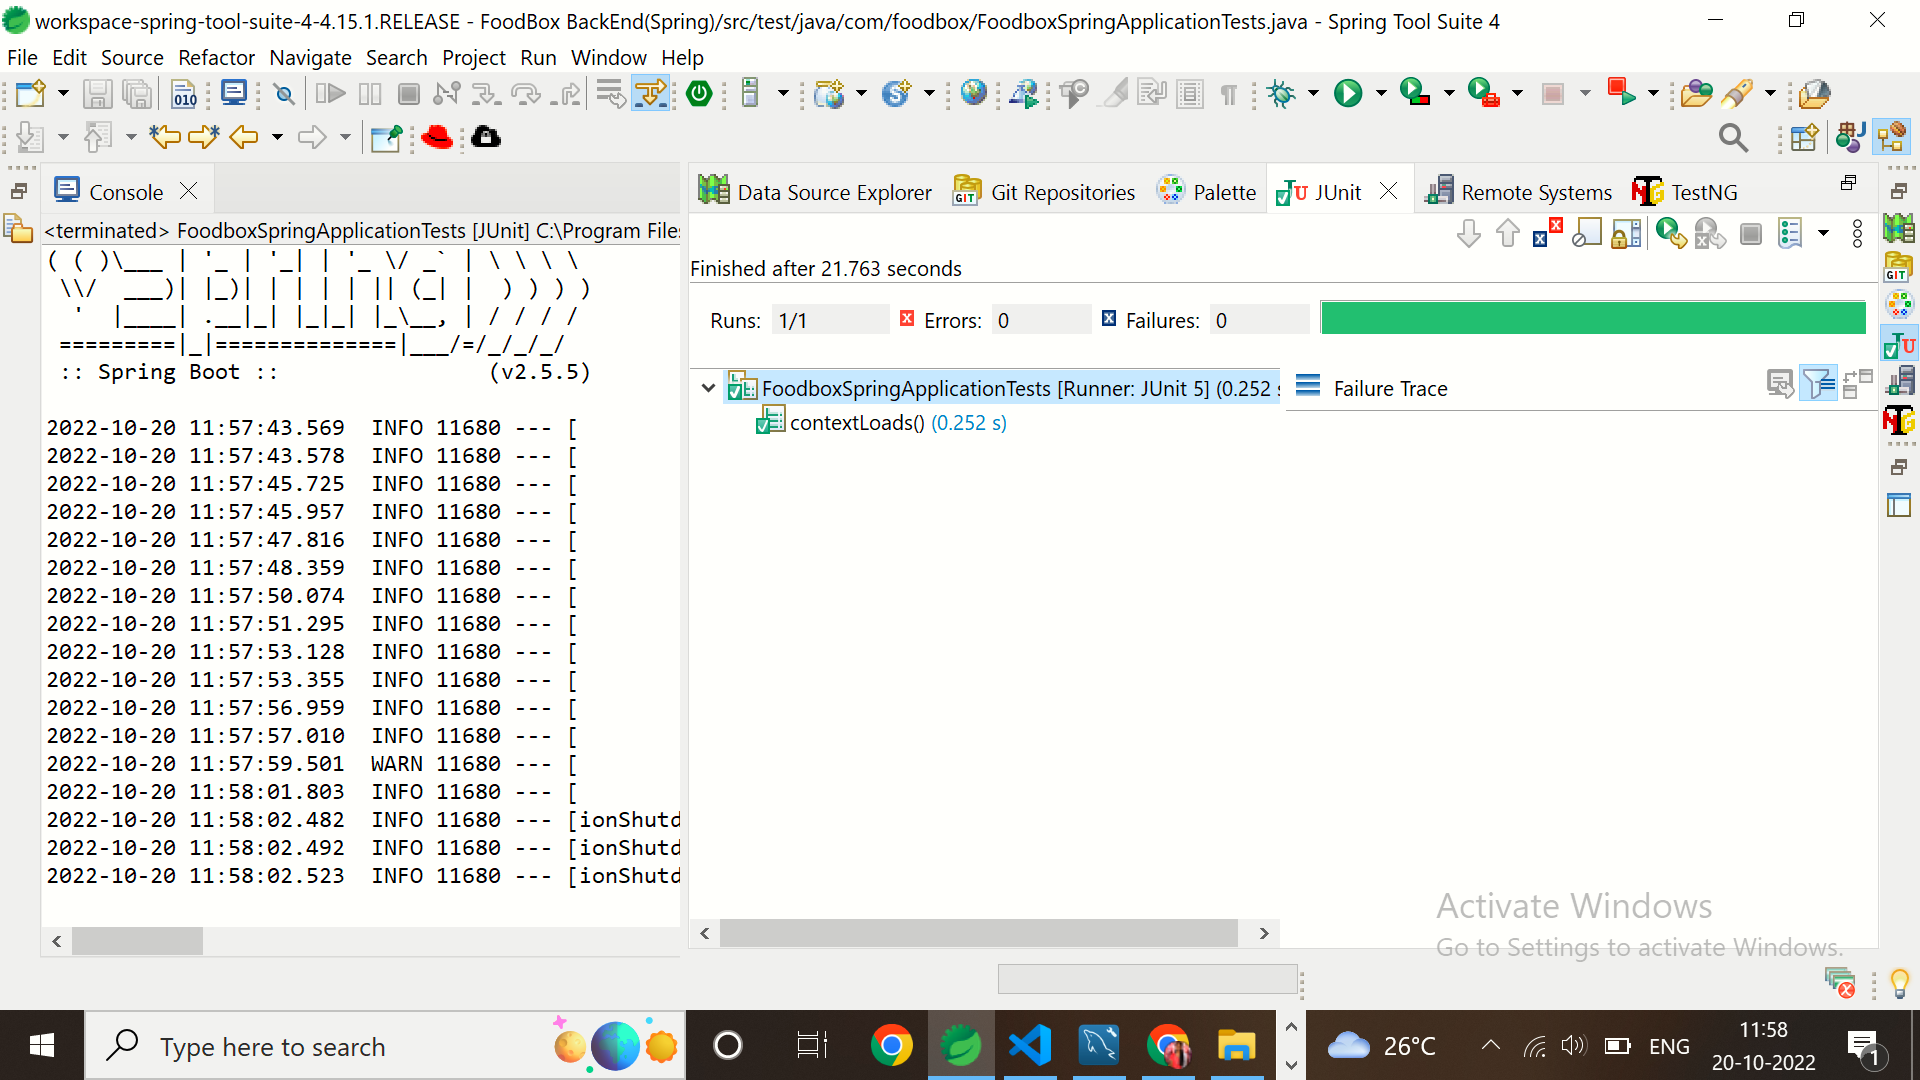 workspace-spring-tool-suite-4-4.15.1.RELEASE - FoodBox BackEnd(Spring)/src/test/java/com/foodbox/FoodboxSpringApplicationTests.java - Spring Tool Suite 4
File Edit Source Refactor Navigate Search Project Run Window Help
Console
<terminated> FoodboxSpringApplicationTests [JUnit] C:\Program Files
( ( )\___ | '_ | '_| | '_ \/ _` | \ \ \ \
 \\/  ___)| |_)| | | | | || (_| |  ) ) ) )
  '  |____| .__|_| |_|_| |_\__, | / / / /
 =========|_|==============|___/=/_/_/_/
 :: Spring Boot ::                (v2.5.5)
2022-10-20 11:57:43.569  INFO 11680 --- [
2022-10-20 11:57:43.578  INFO 11680 --- [
2022-10-20 11:57:45.725  INFO 11680 --- [
2022-10-20 11:57:45.957  INFO 11680 --- [
2022-10-20 11:57:47.816  INFO 11680 --- [
2022-10-20 11:57:48.359  INFO 11680 --- [
2022-10-20 11:57:50.074  INFO 11680 --- [
2022-10-20 11:57:51.295  INFO 11680 --- [
2022-10-20 11:57:53.128  INFO 11680 --- [
2022-10-20 11:57:53.355  INFO 11680 --- [
2022-10-20 11:57:56.959  INFO 11680 --- [
2022-10-20 11:57:57.010  INFO 11680 --- [
2022-10-20 11:57:59.501  WARN 11680 --- [
2022-10-20 11:58:01.803  INFO 11680 --- [
2022-10-20 11:58:02.482  INFO 11680 --- [ionShutd
2022-10-20 11:58:02.492  INFO 11680 --- [ionShutd
2022-10-20 11:58:02.523  INFO 11680 --- [ionShutd
Data Source Explorer Git Repositories Palette JUnit Remote Systems TestNG
Finished after 21.763 seconds
Runs: 1/1 Errors: 0 Failures: 0
FoodboxSpringApplicationTests [Runner: JUnit 5] (0.252 s
contextLoads() (0.252 s)
Failure Trace
Activate Windows
Go to Settings to activate Windows.
Type here to search
26°C
ENG
11:58
20-10-2022
1